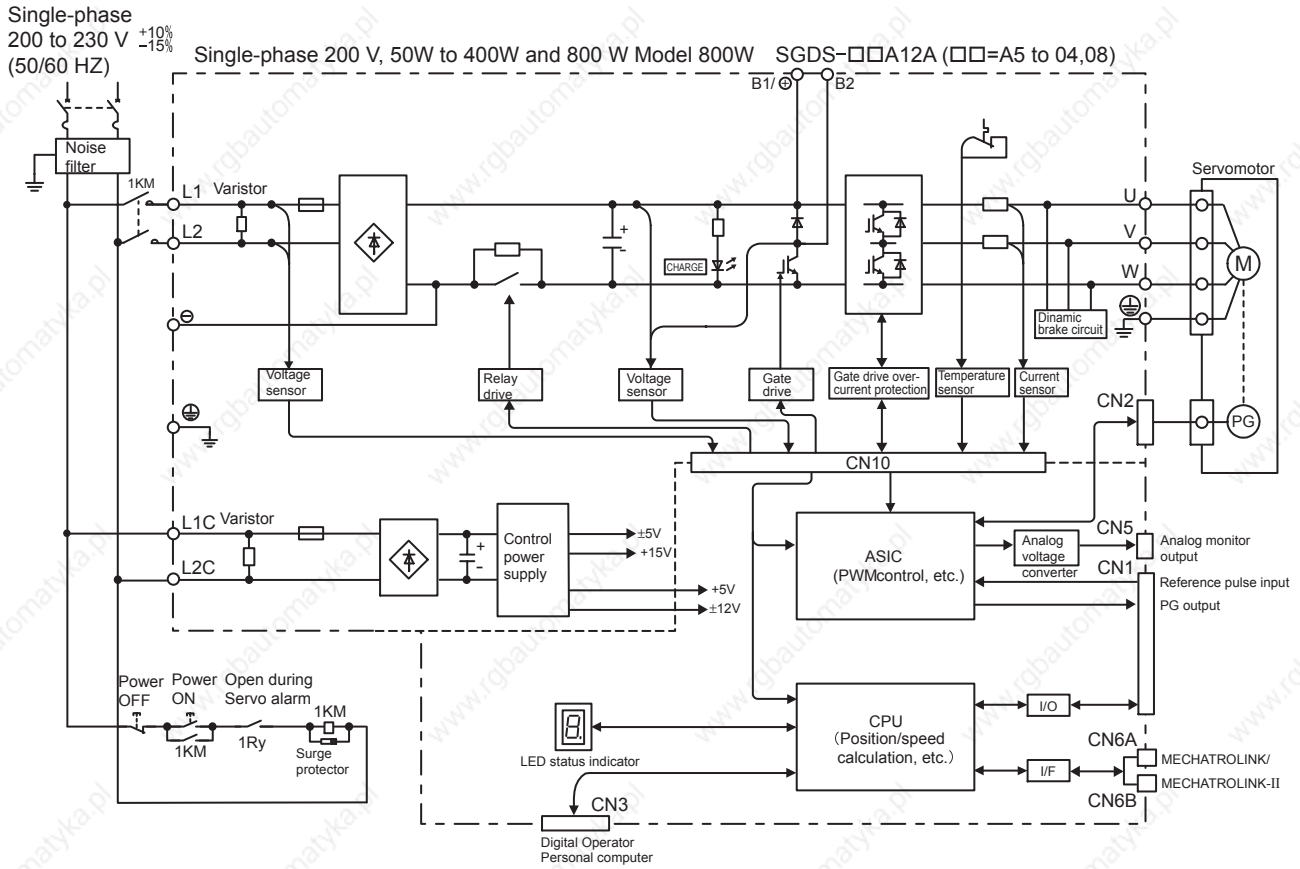 Single-phase
200 to 230 V +10% -15%
(50/60 HZ)
Single-phase 200 V, 50W to 400W and 800 W Model 800W SGDS-□□A12A (□□=A5 to 04,08)
B1/⊕ B2
Noise
filter
1KM
L1 Varistor
L2
+
-
CHARGE
U
V
W
Servomotor
M
Dinamic
brake circuit
⊖
Voltage
sensor
Relay
drive
Voltage
sensor
Gate
drive
Gate drive over-
current protection
Temperature
sensor
Current
sensor
CN2
PG
CN10
L1C Varistor
L2C
+
-
Control
power
supply
±5V
+15V
+5V
±12V
ASIC
(PWMcontrol, etc.)
Analog
voltage
converter
CN5
Analog monitor
output
CN1
Reference pulse input
PG output
Power
OFF
Power
ON
Open during
Servo alarm
1KM
1KM
1Ry
Surge
protector
8.
LED status indicator
CPU
(Position/speed
calculation, etc.)
I/O
I/F
CN6A
MECHATROLINK/
MECHATROLINK-II
CN6B
CN3
Digital Operator
Personal computer
www.rgbautomatyka.pl